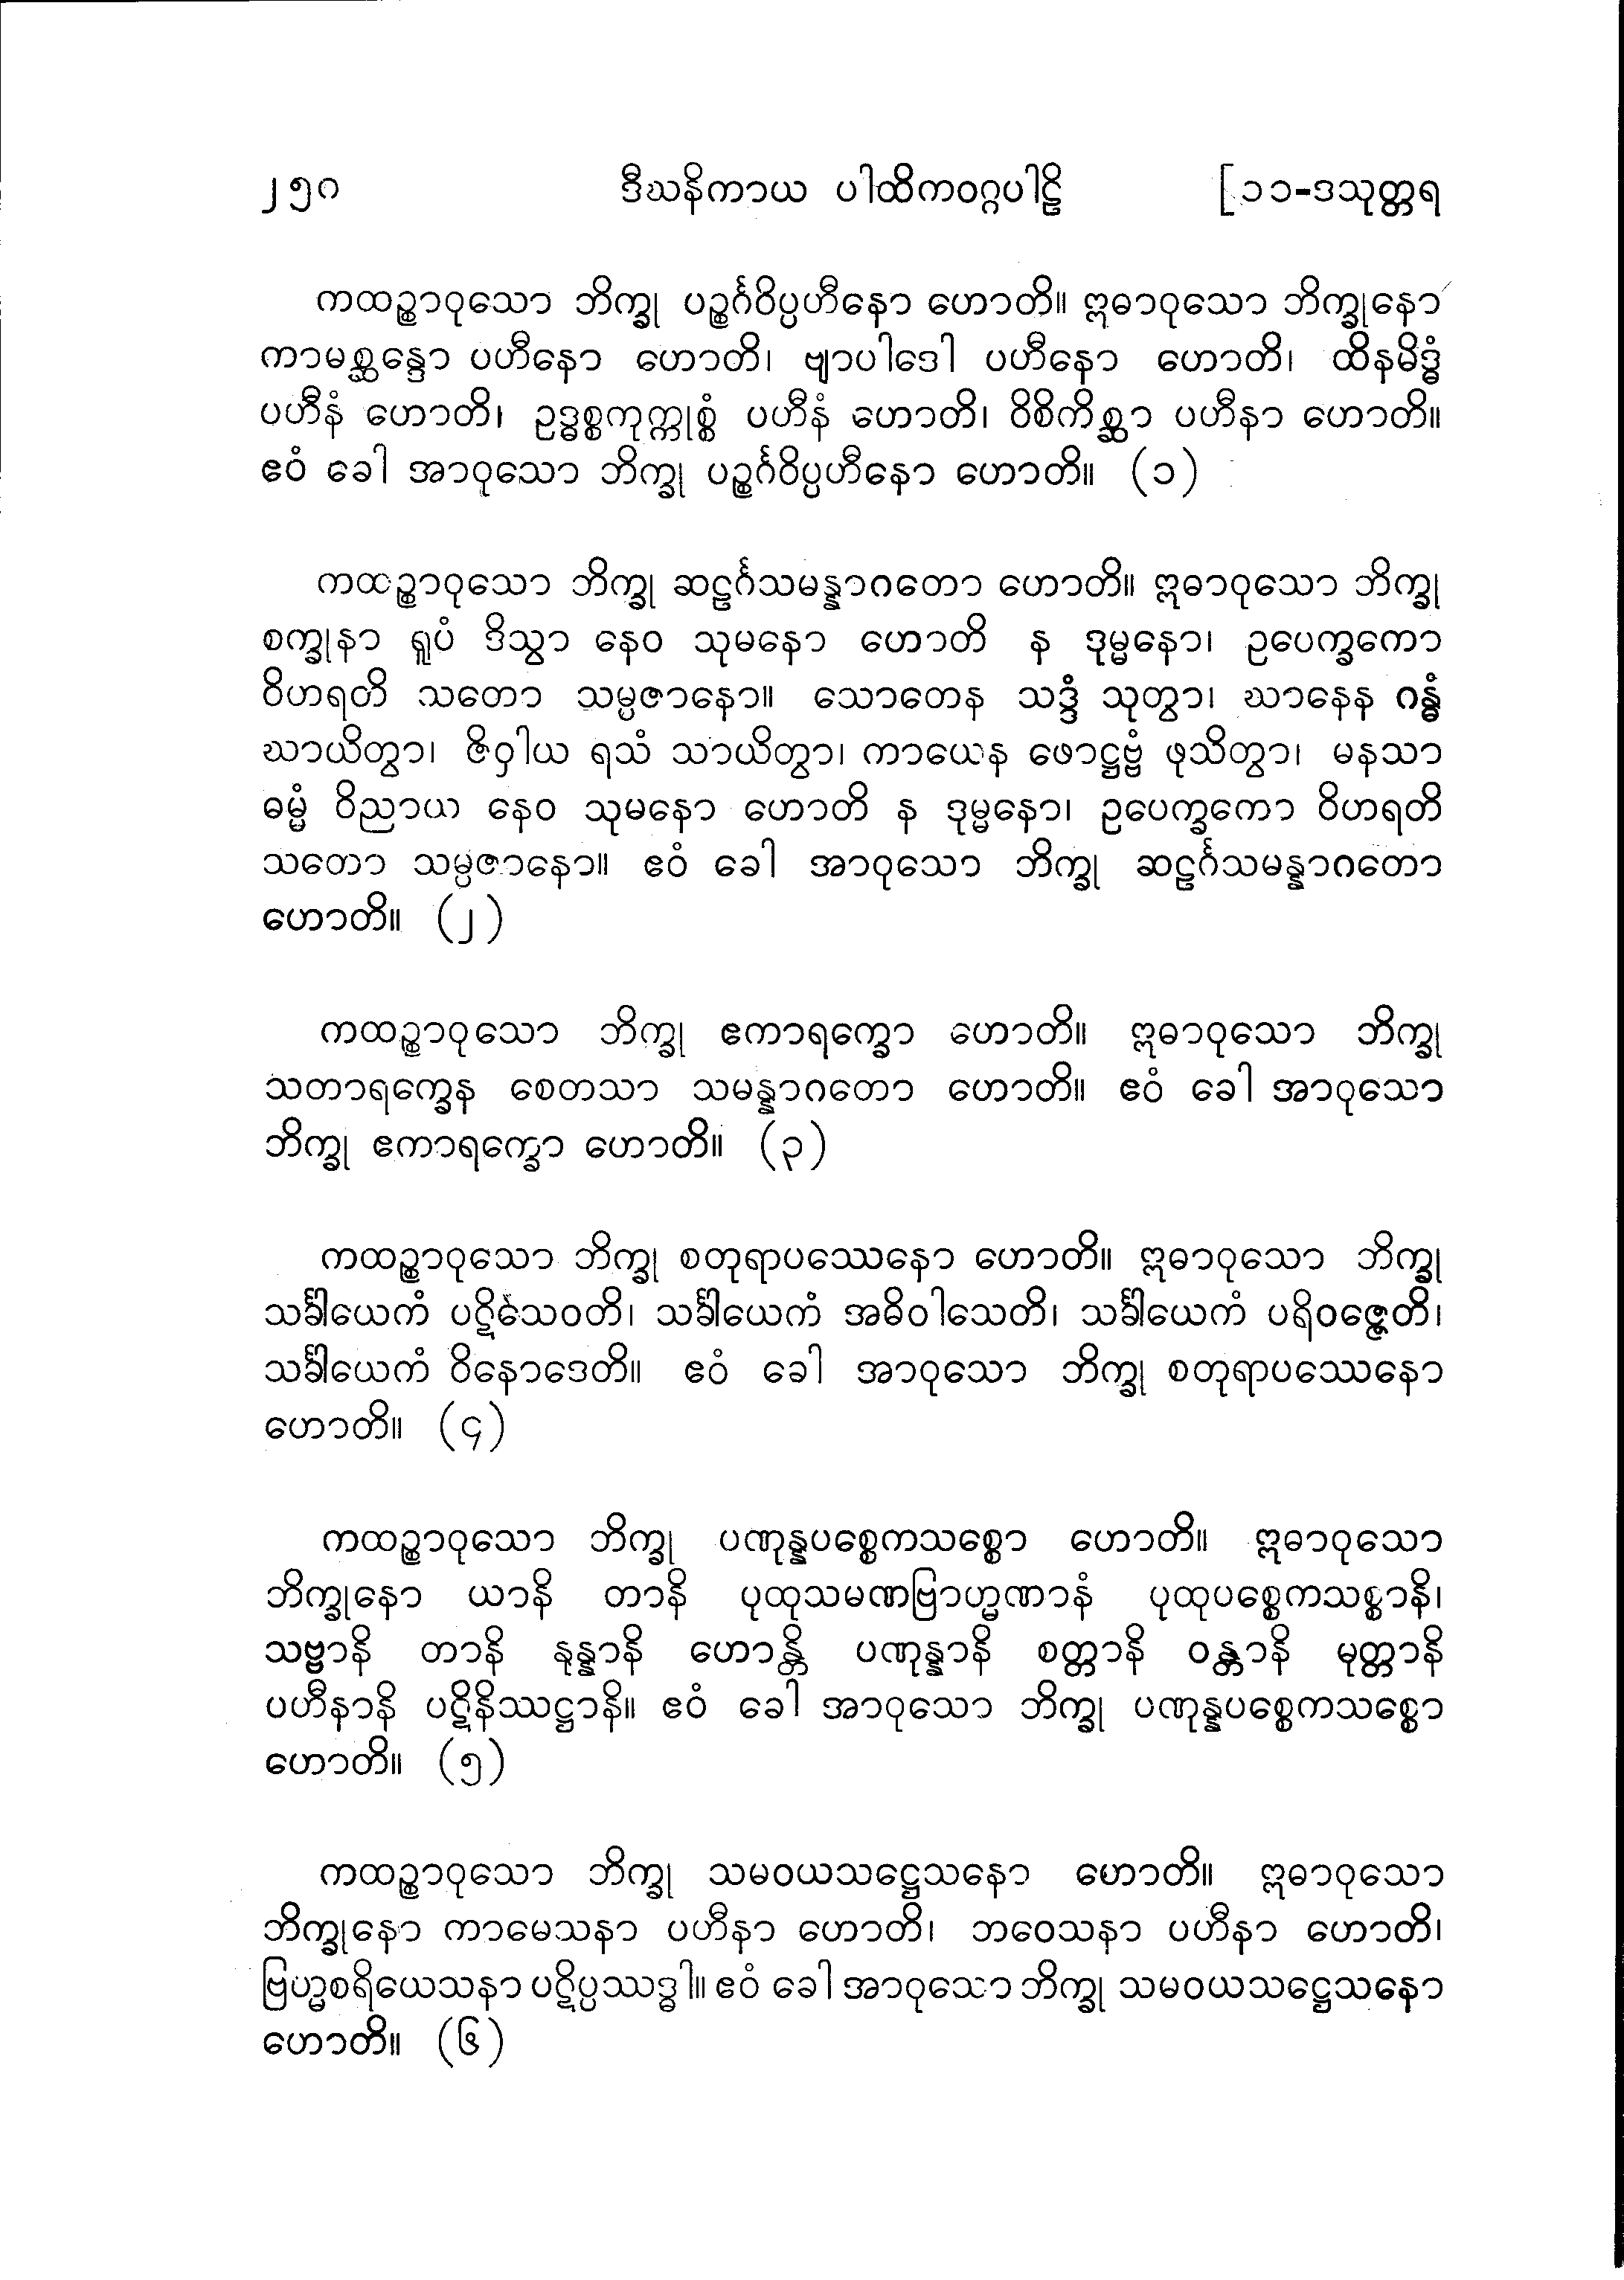 ၂၅၀ ဒီဃနိကာယ ပါထိကဝဂ္ဂပါဠိ [၁၁-ဒသုတ္တရ
ကထဉ္စာဝုသော ဘိက္ခု ပဉ္စင်္ဂဝိပ္ပဟီနော ဟောတိ။ ဣဓာဝုသော ဘိက္ခုနော
ကာမစ္ဆန္ဒော ပဟီနော ဟောတိ၊ ဗျာပါဒေါ ပဟီနော ဟောတိ၊ ထိနမိဒ္ဓံ
ပဟီနံ ဟောတိ၊ ဥဒ္ဓစ္စကုက္ကုစ္စံ ပဟီနံ ဟောတိ၊ ဝိစိကိစ္ဆာ ပဟီနာ ဟောတိ။
ဧဝံ ခေါ အာဝုသော ဘိက္ခု ပဉ္စင်္ဂဝိပ္ပဟီနော ဟောတိ။ (၁)
ကထဉ္စာဝုသော ဘိက္ခု ဆဠင်္ဂသမန္နာဂတော ဟောတိ။ ဣဓာဝုသော ဘိက္ခု
စက္ခုနာ ရူပံ ဒိသွာ နေဝ သုမနော ဟောတိ န ဒုမ္မနော၊ ဥပေက္ခကော
ဝိဟရတိ သတော သမ္ပဇာနော။ သောတေန သဒ္ဒံ သုတွာ၊ ဃာနေန ဂန္ဓံ
ဃာယိတွာ၊ ဇိဝှါယ ရသံ သာယိတွာ၊ ကာယေန ဖောဋ္ဌဗ္ဗံ ဖုသိတွာ၊ မနသာ
ဓမ္မံ ဝိညာယ နေဝ သုမနော ဟောတိ န ဒုမ္မနော၊ ဥပေက္ခကော ဝိဟရတိ
သတော သမ္ပဇာနော။ ဧဝံ ခေါ အာဝုသော ဘိက္ခု ဆဠင်္ဂသမန္နာဂတော
ဟောတိ။ (၂)
ကထဉ္စာဝုသော ဘိက္ခု ဧကာရက္ခော ဟောတိ။ ဣဓာဝုသော ဘိက္ခု
သတာရက္ခေန စေတသာ သမန္နာဂတော ဟောတိ။ ဧဝံ ခေါ အာဝုသော
ဘိက္ခု ဧကာရက္ခော ဟောတိ။ (၃)
ကထဉ္စာဝုသော ဘိက္ခု စတုရာပဿေနော ဟောတိ။ ဣဓာဝုသော ဘိက္ခု
သင်္ခါယေကံ ပဋိသေဝတိ၊ သင်္ခါယေကံ အဓိဝါသေတိ၊ သင်္ခါယေကံ ပရိဝဇ္ဇေတိ၊
သင်္ခါယေကံ ဝိနောဒေတိ။ ဧဝံ ခေါ အာဝုသော ဘိက္ခု စတုရာပဿေနော
ဟောတိ။ (၄)
ကထဉ္စာဝုသော ဘိက္ခု ပဏုန္နပစ္စေကသစ္စော ဟောတိ။ ဣဓာဝုသော
ဘိက္ခုနော ယာနိ တာနိ ပုထုသမဏဗြာဟ္မဏာနံ ပုထုပစ္စေကသစ္စာနိ၊
သဗ္ဗာနိ တာနိ နုန္နာနိ ဟောန္တိ ပဏုန္နာနိ စတ္တာနိ ဝန္တာနိ မုတ္တာနိ
ပဟီနာနိ ပဋိနိဿဋ္ဌာနိ။ ဧဝံ ခေါ အာဝုသော ဘိက္ခု ပဏုန္နပစ္စေကသစ္စော
ဟောတိ။ (၅)
ကထဉ္စာဝုသော ဘိက္ခု သမဝယသဋ္ဌေသနော ဟောတိ။ ဣဓာဝုသော
ဘိက္ခုနော ကာမေသနာ ပဟီနာ ဟောတိ၊ ဘဝေသနာ ပဟီနာ ဟောတိ၊
ဗြဟ္မစရိယေသနာ ပဋိပ္ပဿဒ္ဓါ။ ဧဝံ ခေါ အာဝုသော ဘိက္ခု သမဝယသဋ္ဌေသနော
ဟောတိ။ (၆)